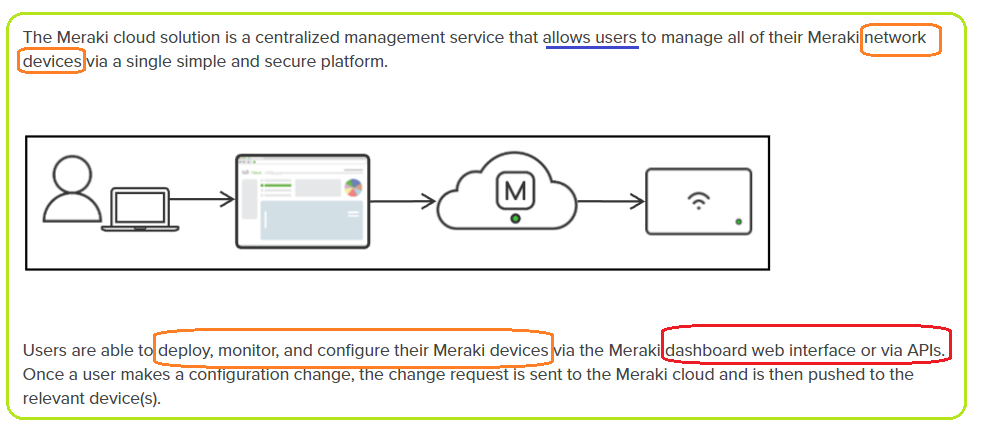 The Meraki cloud solution is a centralized management service that allows users to manage all of their Meraki network
devices via a single simple and secure platform.
M
Users are able to deploy, monitor, and configure their Meraki devices via the Meraki dashboard web interface or via APIs.
Once a user makes a configuration change, the change request is sent to the Meraki cloud and is then pushed to the
relevant device(s).